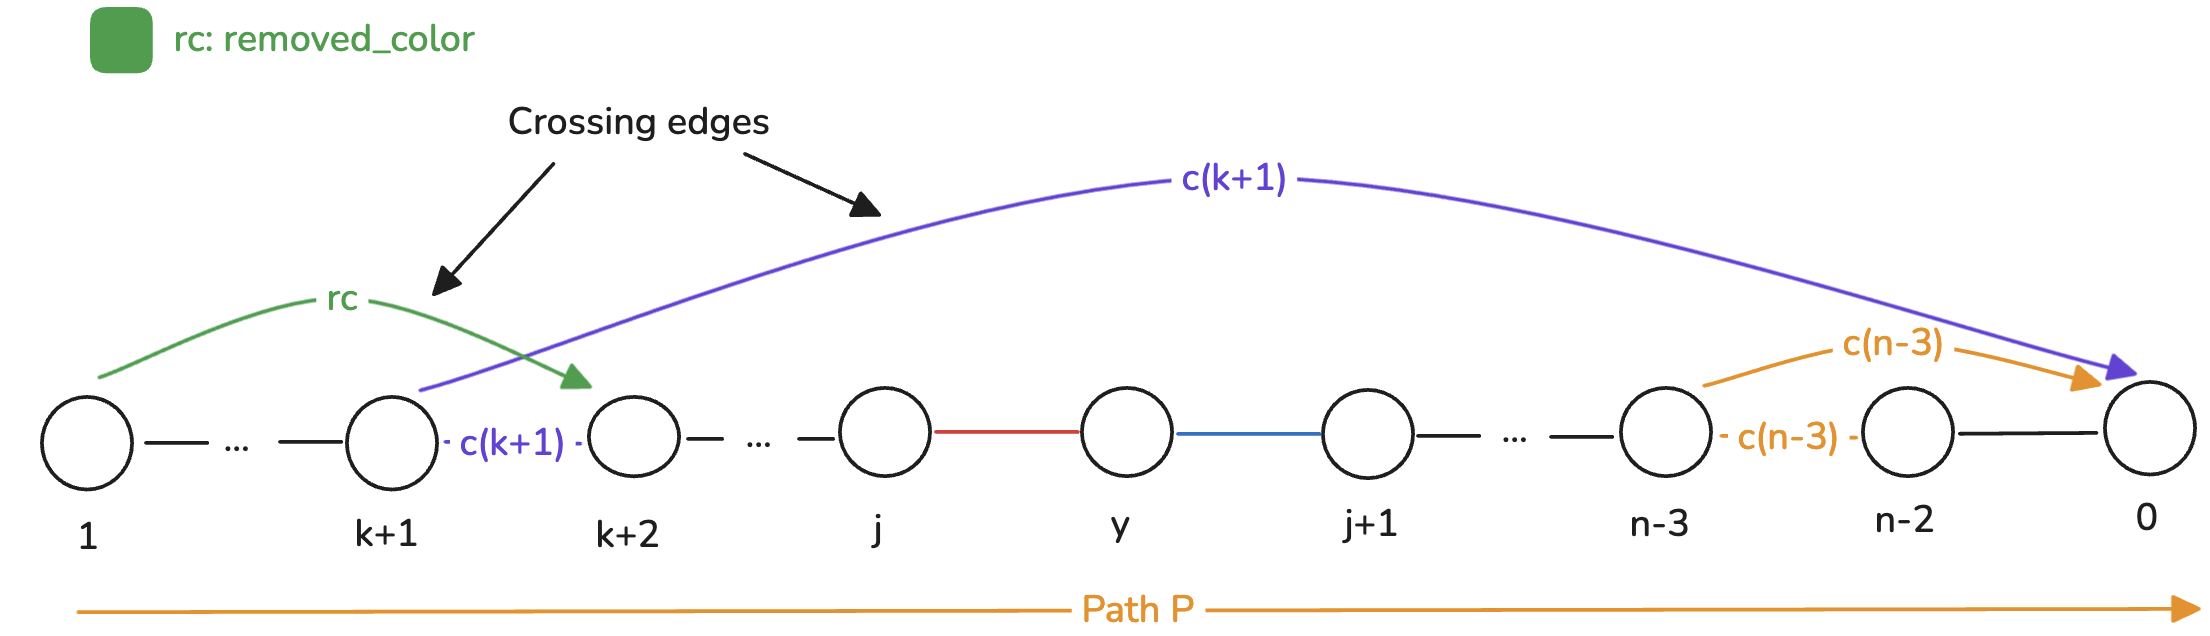 rc: removed_color
Crossing edges
c(k+1)
rc
c(n-3)
...
c(k+1)
...
...
c(n-3)
1
k+1
k+2
j
y
j+1
n-3
n-2
0
Path P